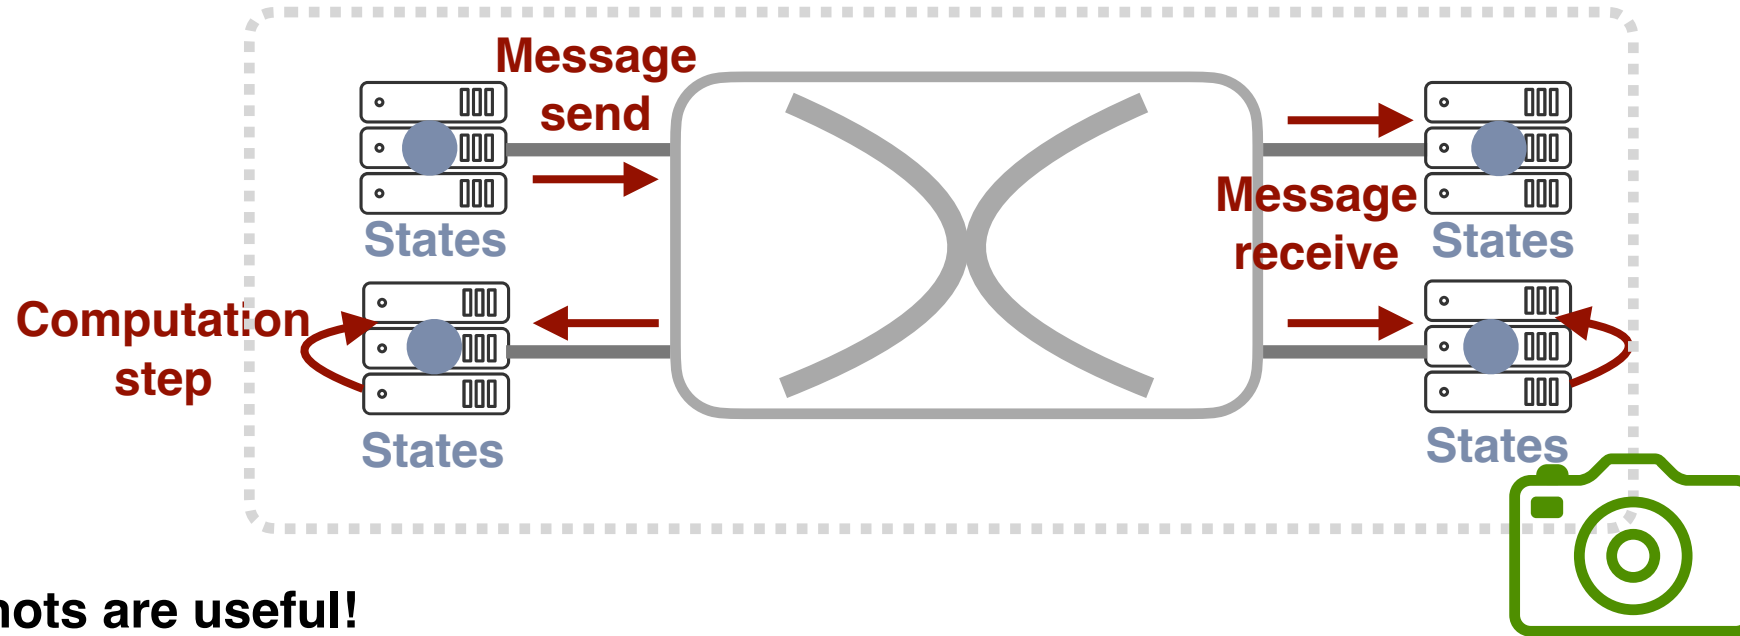 Message
send
States
Message
receive
States
Computation
step
States
States
hots are useful!